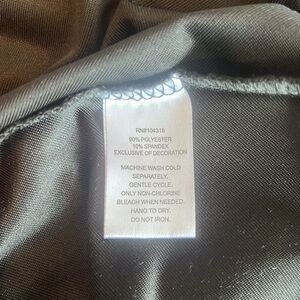 RN#104318
90% POLYESTER
10% SPANDEX
EXCLUSIVE OF DECORATION
MACHINE WASH COLD
SEPARATELY.
GENTLE CYCLE.
ONLY NON-CHLORINE
BLEACH WHEN NEEDED.
HANG TO DRY.
DO NOT IRON.